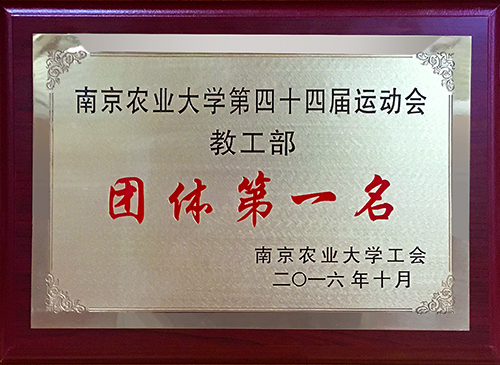 南京农业大学第四十四届运动会
教工部
团体第一名
南京农业大学工会
二〇一六年十月